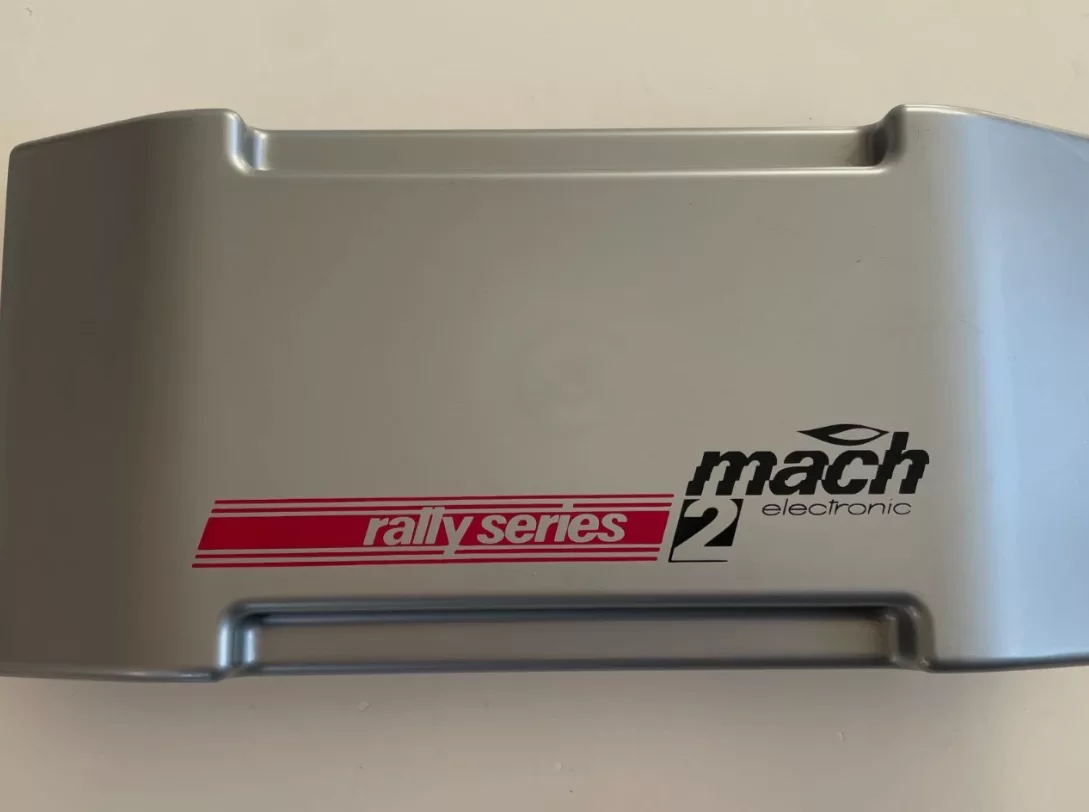 mach
electronic
rally series 2